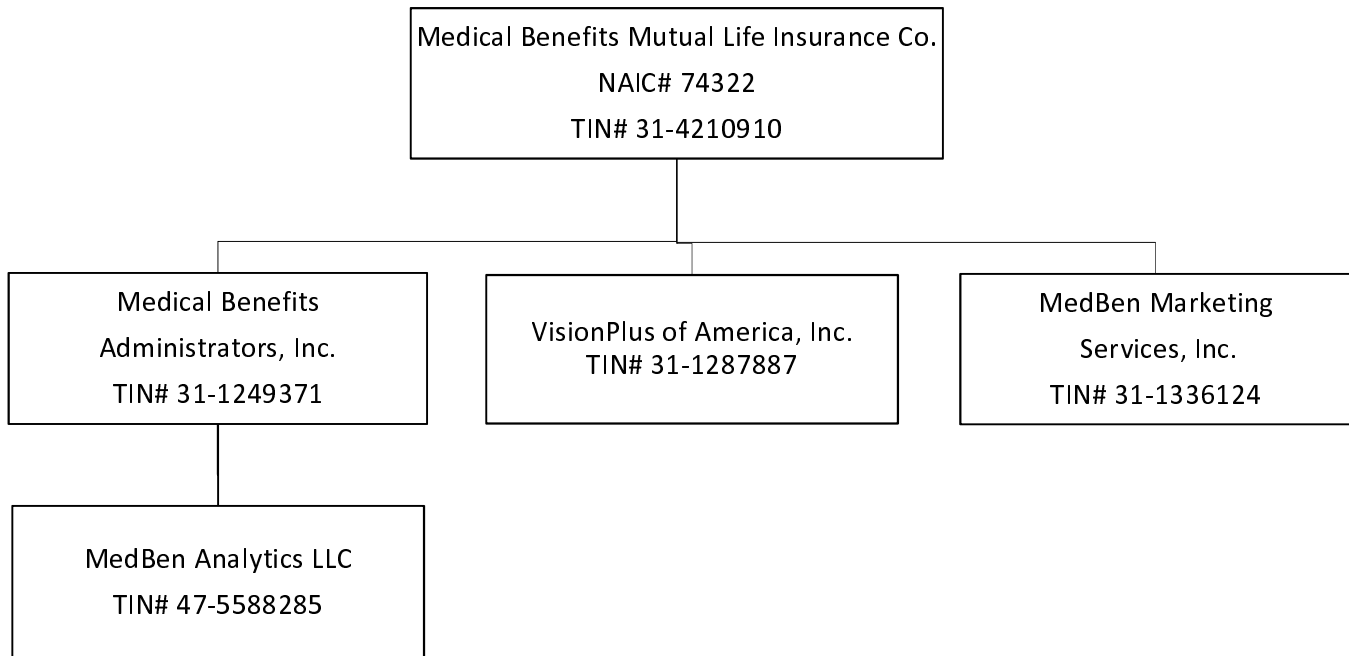 Medical Benefits Mutual Life Insurance Co.
NAIC# 74322
TIN# 31-4210910
Medical Benefits
Administrators, Inc.
TIN# 31-1249371
VisionPlus of America, Inc.
TIN# 31-1287887
MedBen Marketing
Services, Inc.
TIN# 31-1336124
MedBen Analytics LLC
TIN# 47-5588285